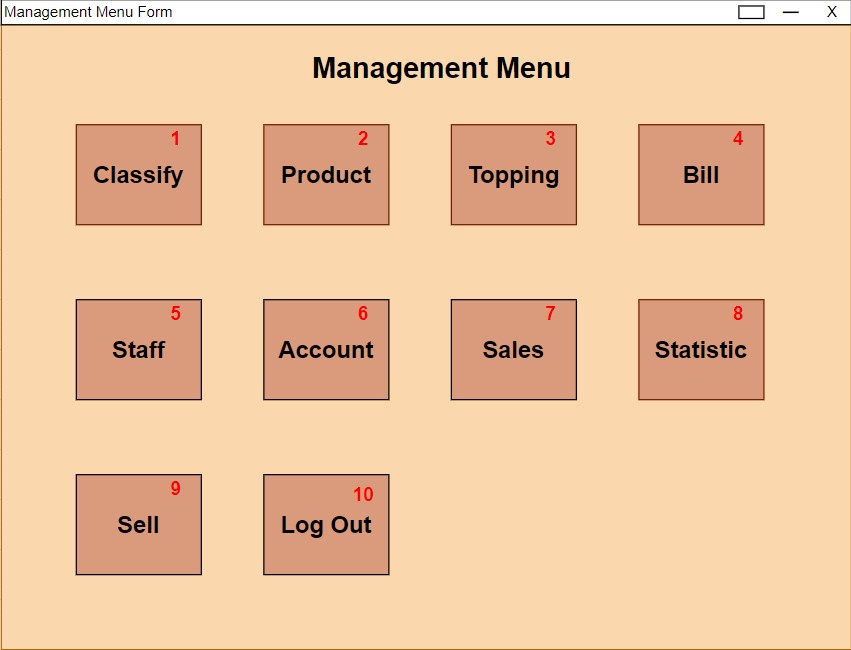 Management Menu Form — X
Management Menu
1
Classify
2
Product
3
Topping
4
Bill
5
Staff
6
Account
7
Sales
8
Statistic
9
Sell
10
Log Out